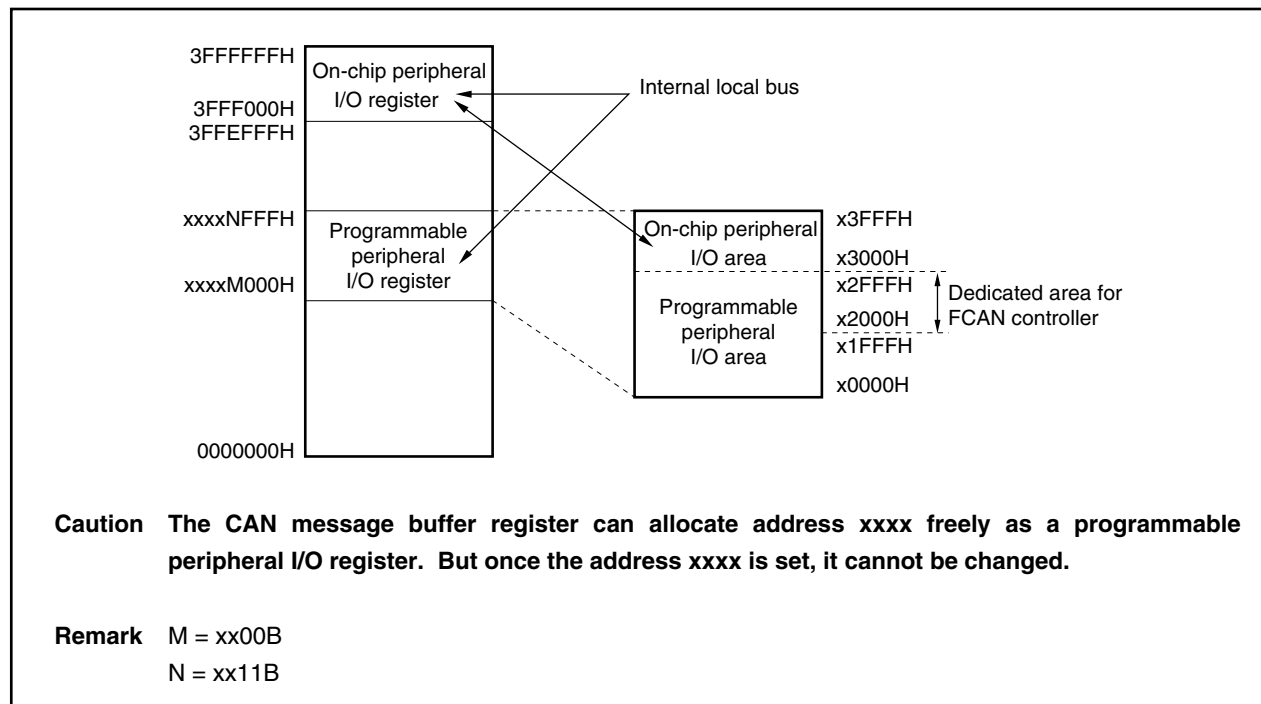 3FFFFFFH
On-chip peripheral
I/O register
Internal local bus
3FFF000H
3FFEFFFH
xxxxNFFFH
Programmable
peripheral
I/O register
xxxxM000H
On-chip peripheral
I/O area
x3FFFH
x3000H
x2FFFH
Dedicated area for
FCAN controller
Programmable
peripheral
I/O area
x2000H
x1FFFH
x0000H
0000000H
Caution The CAN message buffer register can allocate address xxxx freely as a programmable
peripheral I/O register. But once the address xxxx is set, it cannot be changed.
Remark M = xx00B
N = xx11B